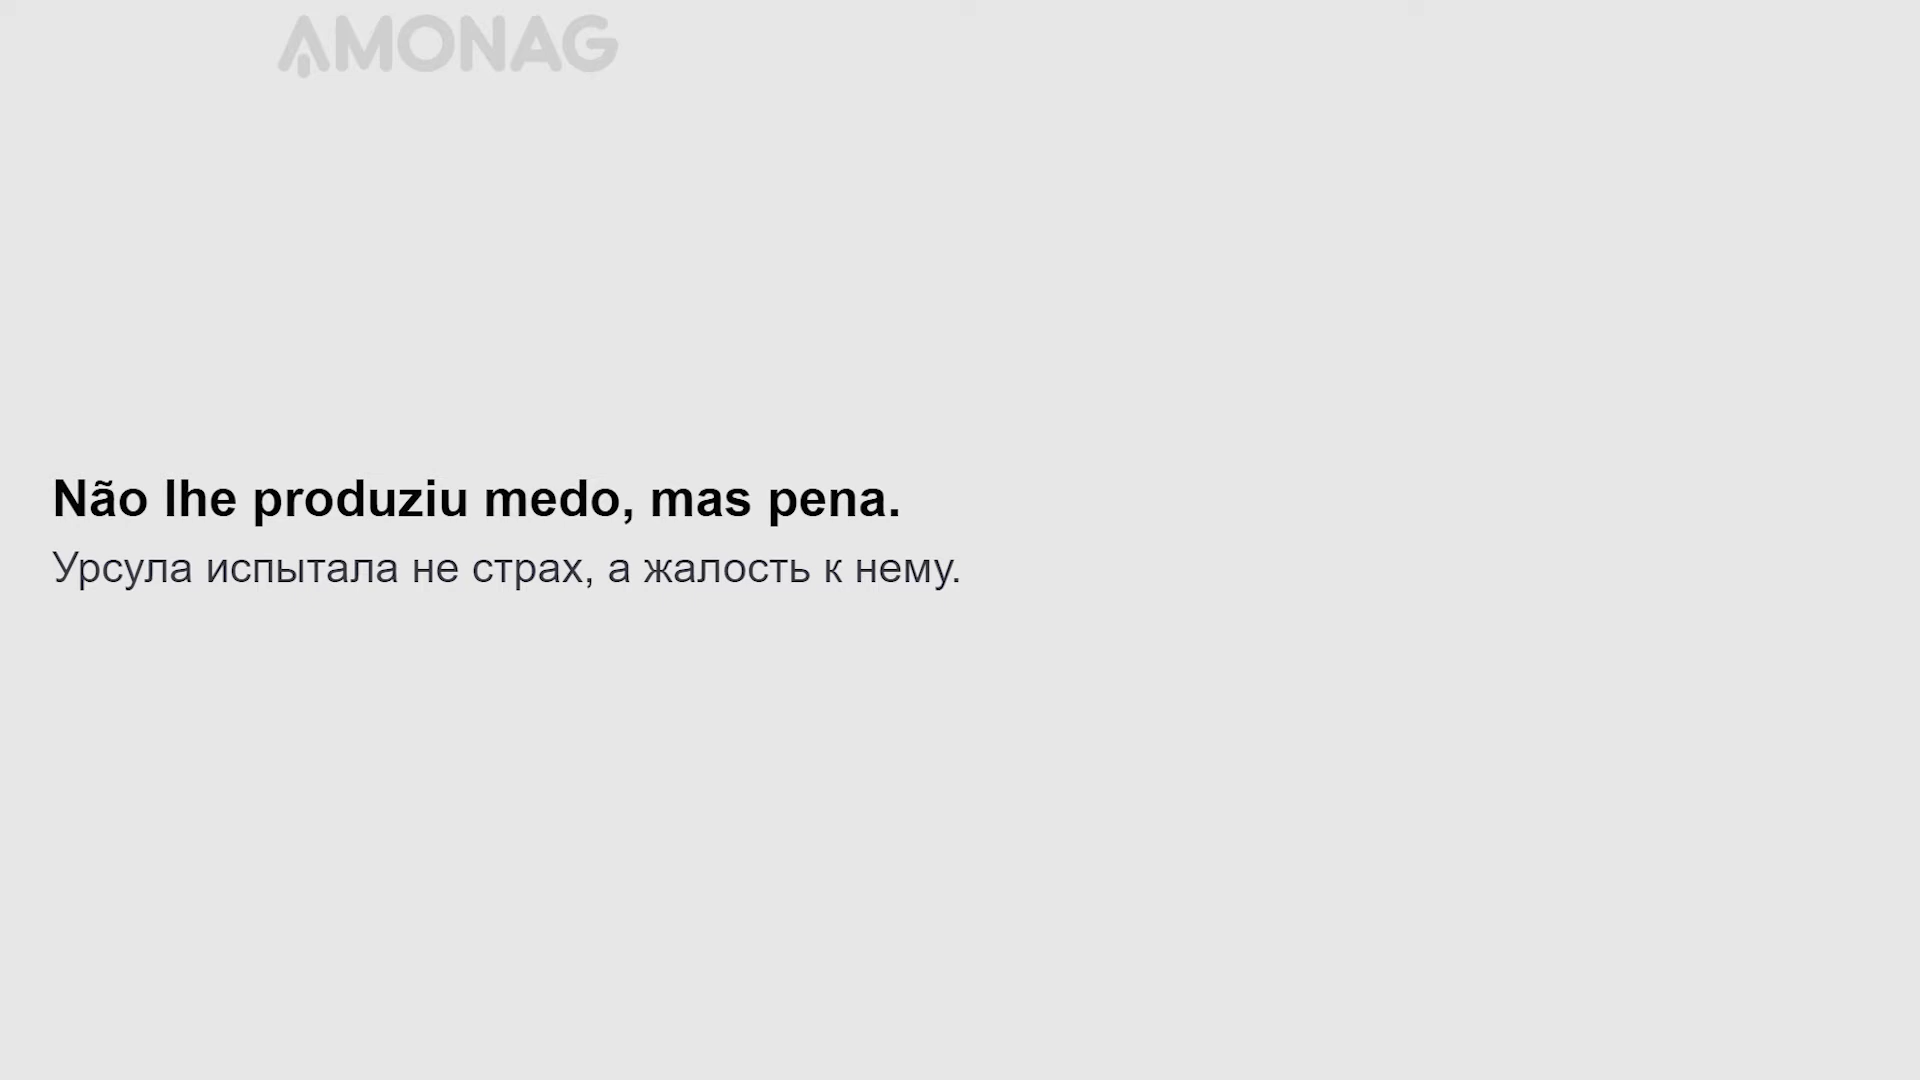 AMONAG
Não lhe produziu medo, mas pena.
Урсула испытала не страх, а жалость к нему.